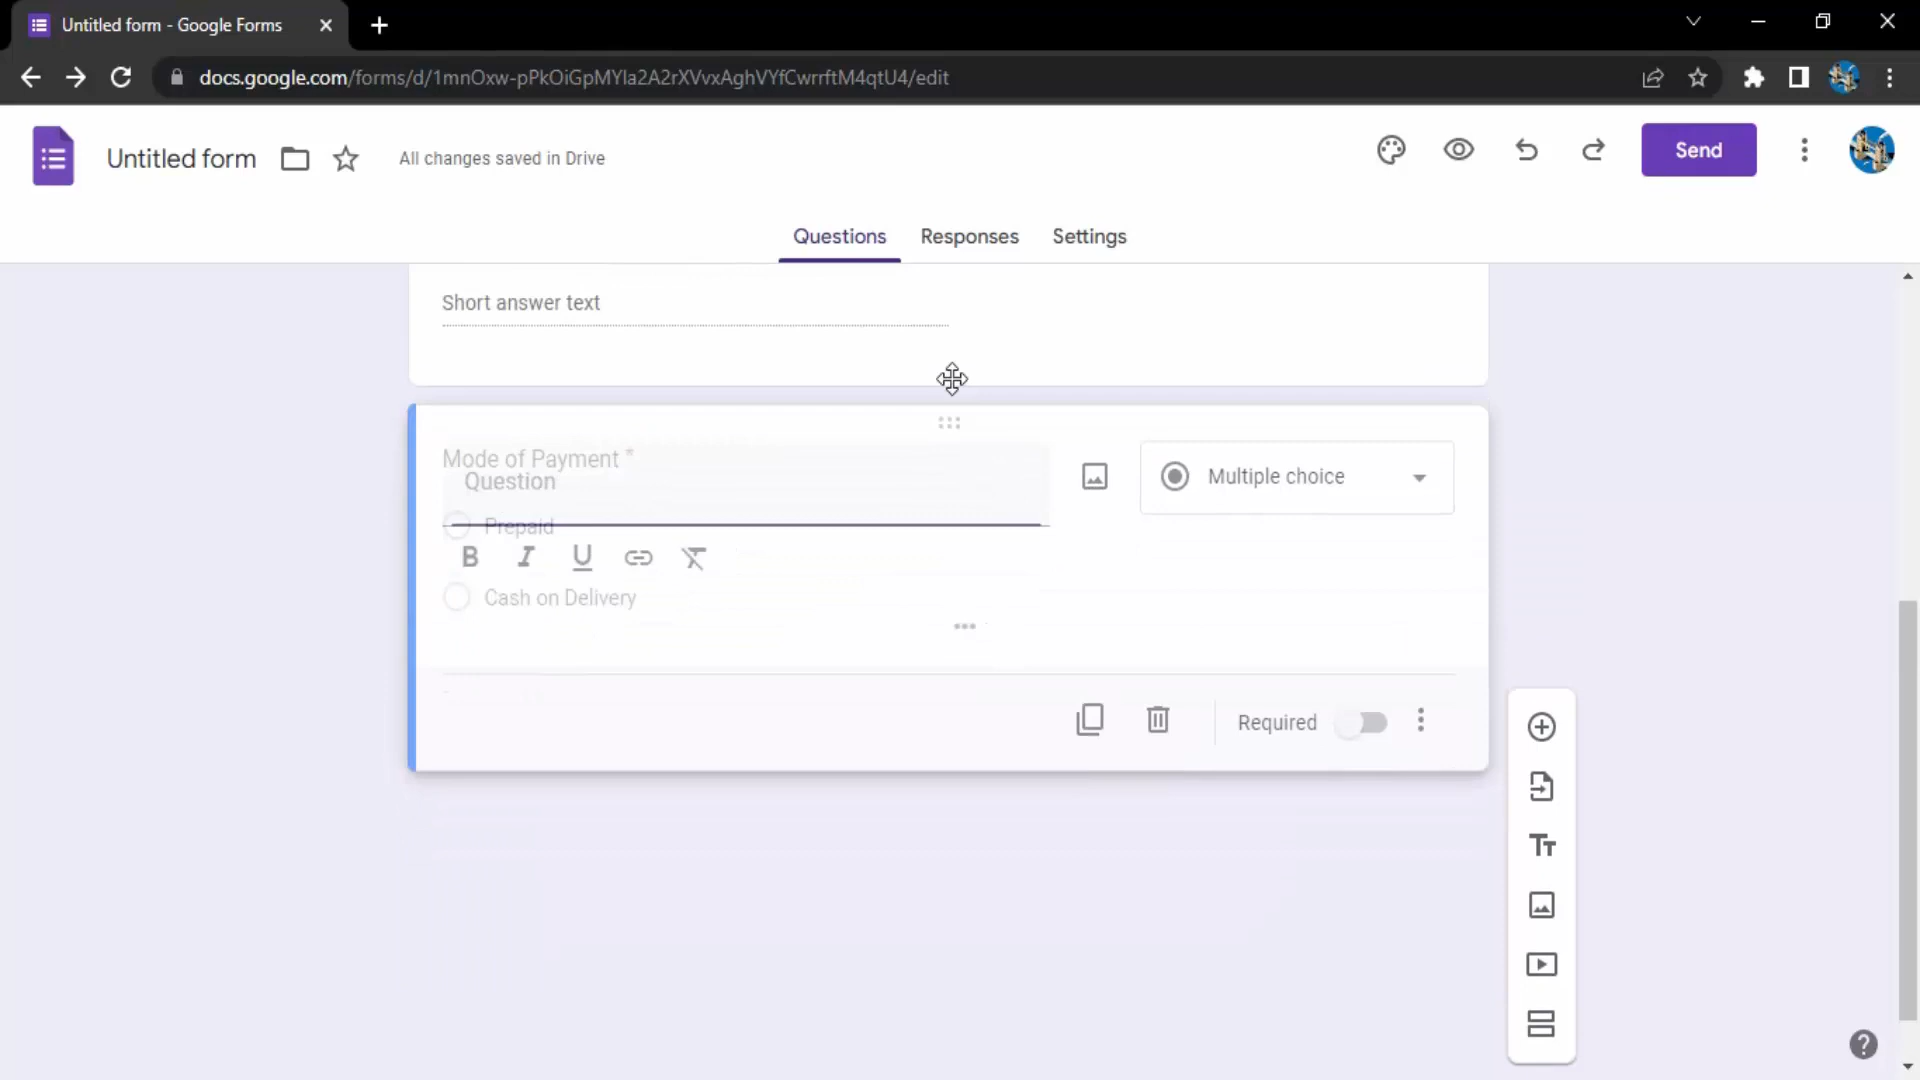 Untitled form - Google Forms
docs.google.com/forms/d/1mnOxw-pPkOiGpMYla2A2rXVvxAghVYfCwrrftM4qtU4/edit
Untitled form
All changes saved in Drive
Send
Questions
Responses
Settings
Short answer text
Mode of Payment *
Question
Multiple choice
Prepaid
B I U
Cash on Delivery
Required